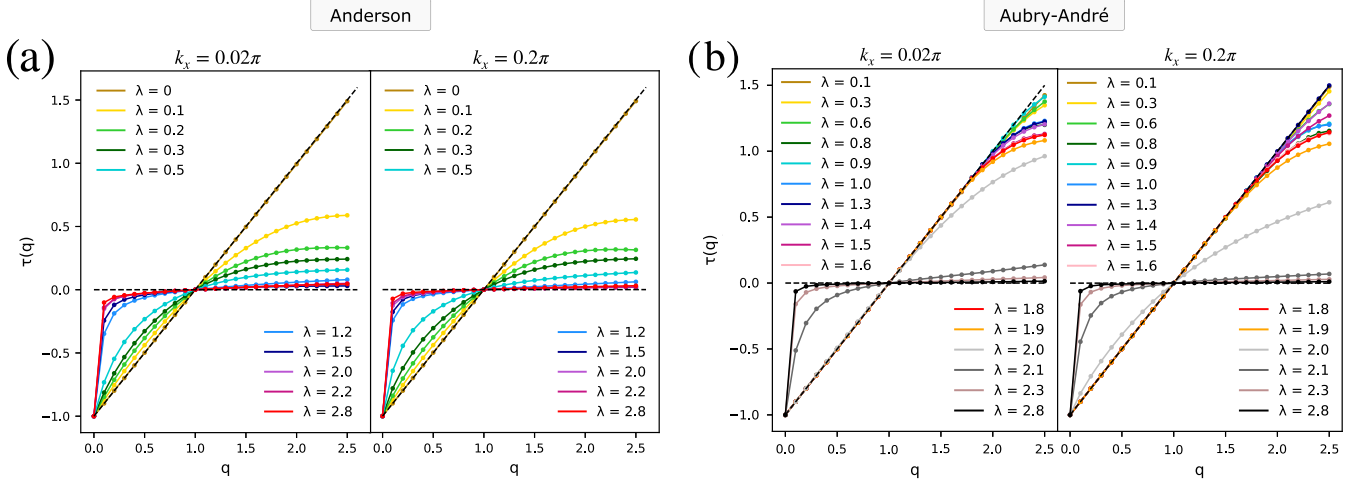 Anderson
Aubry-André
(a)
kₓ = 0.02π
kₓ = 0.2π
τ(q)
1.5
1.0
0.5
0.0
−0.5
−1.0
λ = 0
λ = 0.1
λ = 0.2
λ = 0.3
λ = 0.5
λ = 1.2
λ = 1.5
λ = 2.0
λ = 2.2
λ = 2.8
0.0 0.5 1.0 1.5 2.0 2.5
q
λ = 0
λ = 0.1
λ = 0.2
λ = 0.3
λ = 0.5
λ = 1.2
λ = 1.5
λ = 2.0
λ = 2.2
λ = 2.8
0.0 0.5 1.0 1.5 2.0 2.5
q
(b)
kₓ = 0.02π
kₓ = 0.2π
τ(q)
1.5
1.0
0.5
0.0
−0.5
−1.0
λ = 0.1
λ = 0.3
λ = 0.6
λ = 0.8
λ = 0.9
λ = 1.0
λ = 1.3
λ = 1.4
λ = 1.5
λ = 1.6
λ = 1.8
λ = 1.9
λ = 2.0
λ = 2.1
λ = 2.3
λ = 2.8
0.0 0.5 1.0 1.5 2.0 2.5
q
λ = 0.1
λ = 0.3
λ = 0.6
λ = 0.8
λ = 0.9
λ = 1.0
λ = 1.3
λ = 1.4
λ = 1.5
λ = 1.6
λ = 1.8
λ = 1.9
λ = 2.0
λ = 2.1
λ = 2.3
λ = 2.8
0.0 0.5 1.0 1.5 2.0 2.5
q